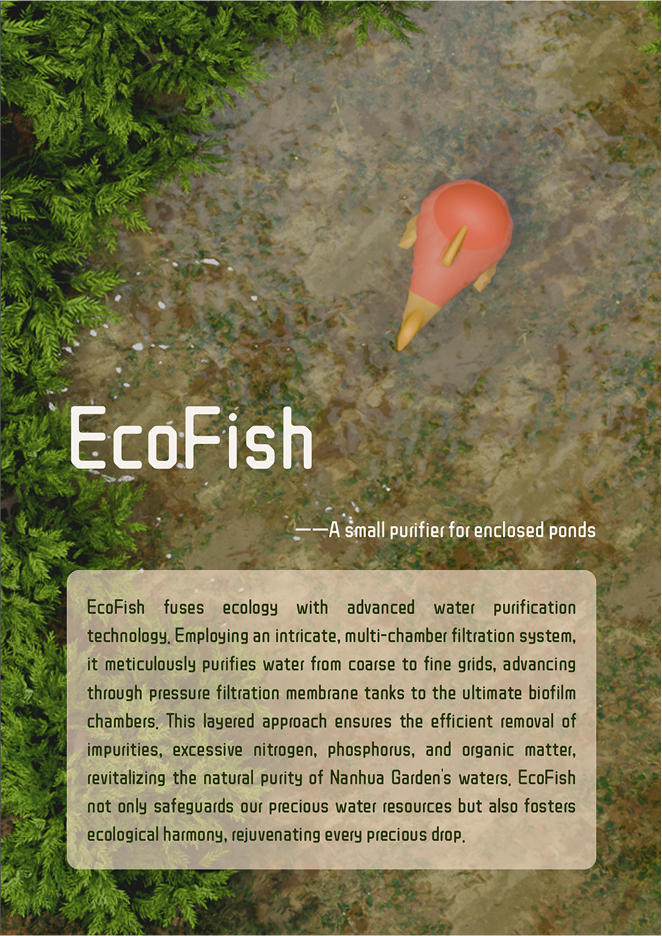 EcoFish
——A small purifier for enclosed ponds
EcoFish fuses ecology with advanced water purification
technology. Employing an intricate, multi-chamber filtration system,
it meticulously purifies water from coarse to fine grids, advancing
through pressure filtration membrane tanks to the ultimate biofilm
chambers. This layered approach ensures the efficient removal of
impurities, excessive nitrogen, phosphorus, and organic matter,
revitalizing the natural purity of Nanhua Garden's waters. EcoFish
not only safeguards our precious water resources but also fosters
ecological harmony, rejuvenating every precious drop.